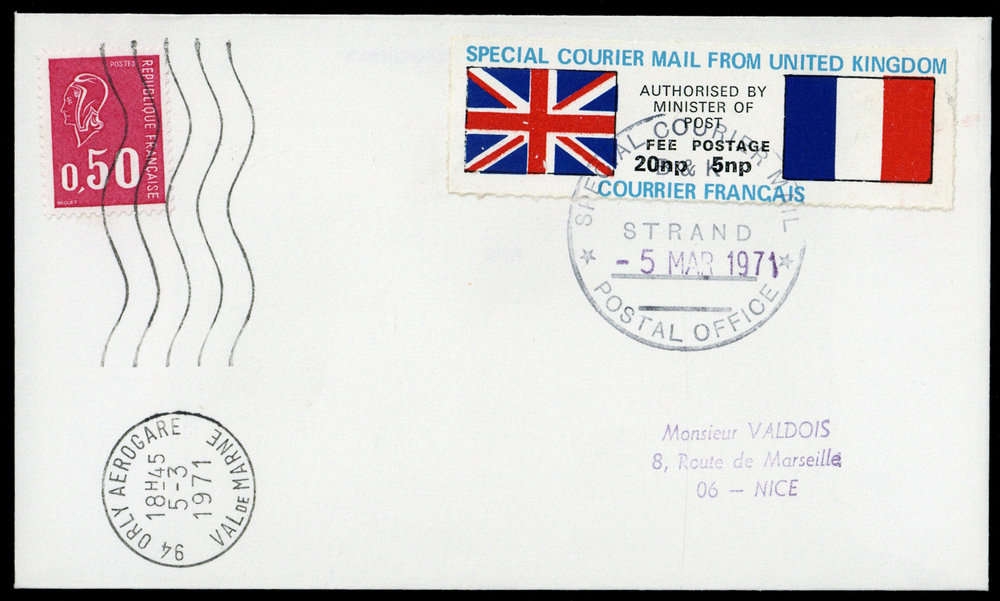 POSTES
REPUBLIQUE FRANCAISE
0,50
SPECIAL COURIER MAIL FROM UNITED KINGDOM
AUTHORISED BY
MINISTER OF
POST
FEE POSTAGE
20np 5np
COURRIER FRANÇAIS
SPECIAL COURIER MAIL
B & K
STRAND
- 5 MAR 1971
POSTAL OFFICE
94 ORLY AEROGARE
18H45
5-3
1971
VAL DE MARNE
Monsieur VALDOIS
8, Route de Marseille
06 — NICE